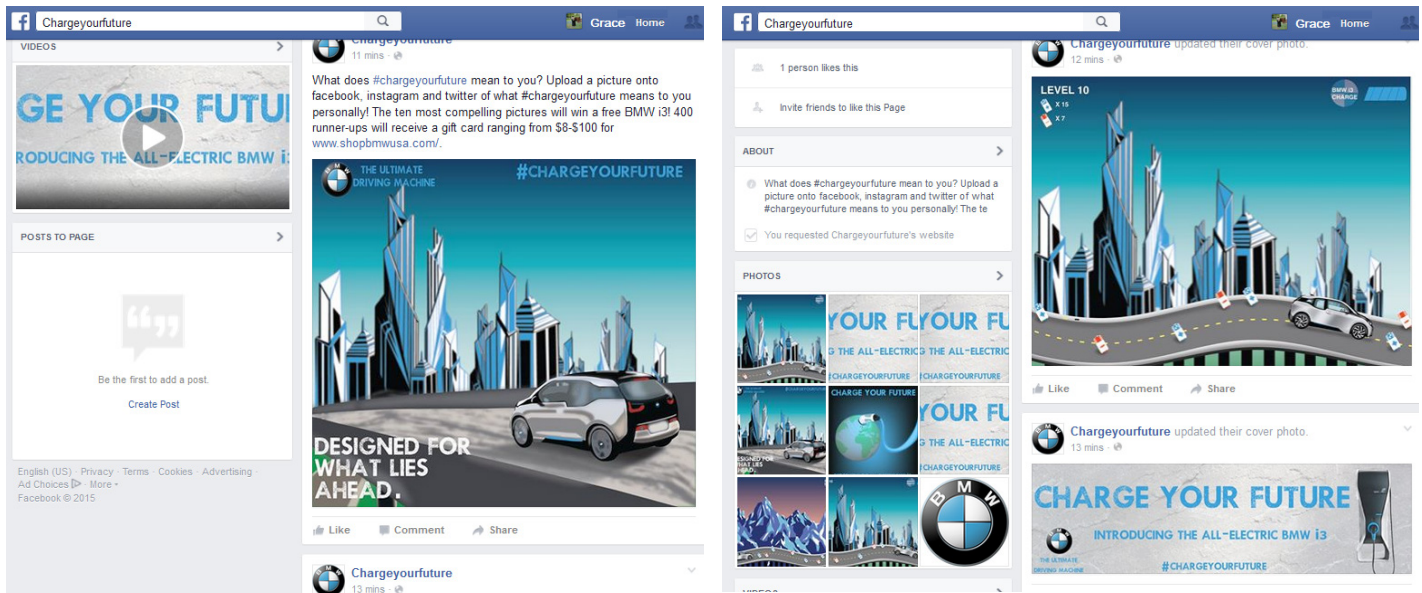 Chargeyourfuture
Grace Home
VIDEOS
GE YOUR FUTU
RODUCING THE ALL-ELECTRIC BMW i
POSTS TO PAGE
Be the first to add a post.
Create Post
English (US) · Privacy · Terms · Cookies · Advertising ·
Ad Choices · More
Facebook © 2015
Chargeyourfuture
11 mins ·
What does #chargeyourfuture mean to you? Upload a picture onto
facebook, instagram and twitter of what #chargeyourfuture means to you
personally! The ten most compelling pictures will win a free BMW i3! 400
runner-ups will receive a gift card ranging from $8-$100 for
www.shopbmwusa.com/.
BMW
THE ULTIMATE
DRIVING MACHINE
#CHARGEYOURFUTURE
DESIGNED FOR
WHAT LIES
AHEAD.
Like Comment Share
Chargeyourfuture
13 mins ·
Chargeyourfuture
Grace Home
1 person likes this
Invite friends to like this Page
ABOUT
What does #chargeyourfuture mean to you? Upload a
picture onto facebook, instagram and twitter of what
#chargeyourfuture means to you personally! The te
You requested Chargeyourfuture's website
PHOTOS
YOUR FU
G THE ALL-ELECTRIC
#CHARGEYOURFUTURE
YOUR FU
G THE ALL-ELECTRIC
#CHARGEYOURFUTURE
DESIGNED FOR
WHAT LIES
AHEAD.
CHARGE YOUR FUTURE
YOUR FU
G THE ALL-ELECTRIC
#CHARGEYOURFUTURE
BMW
VIDEOS
Chargeyourfuture updated their cover photo.
12 mins ·
LEVEL 10
X 15
X 7
BMW i3
CHARGE
Like Comment Share
Chargeyourfuture updated their cover photo.
13 mins ·
CHARGE YOUR FUTURE
INTRODUCING THE ALL-ELECTRIC BMW i3
THE ULTIMATE
DRIVING MACHINE
#CHARGEYOURFUTURE